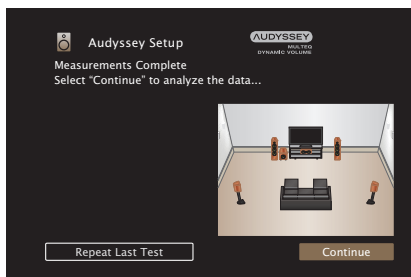 Audyssey Setup
AUDYSSEY
MULTEQ
DYNAMIC VOLUME
Measurements Complete
Select “Continue” to analyze the data...
Repeat Last Test
Continue